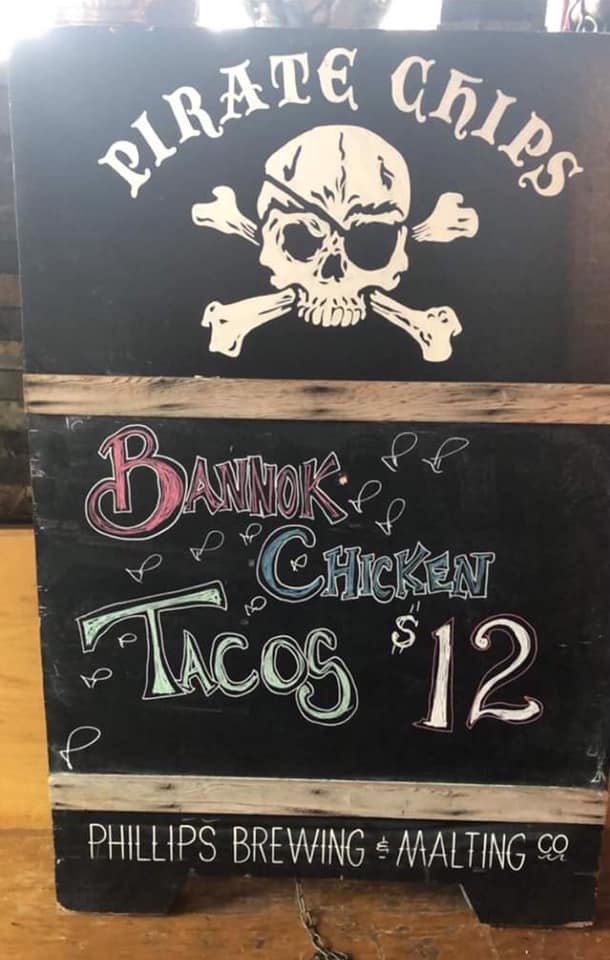 PIRATE CHIPS
BANNOK
CHICKEN
TACOS $12
PHILLIPS BREWING & MALTING CO